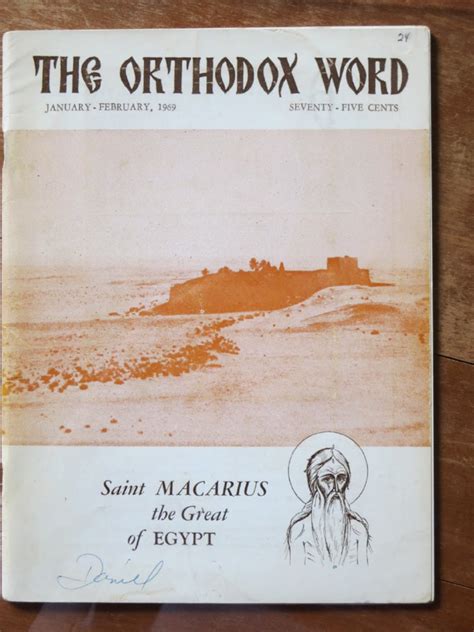 24
THE ORTHODOX WORD
JANUARY - FEBRUARY, 1969 SEVENTY - FIVE CENTS
Saint MACARIUS
the Great
of EGYPT
Daniel